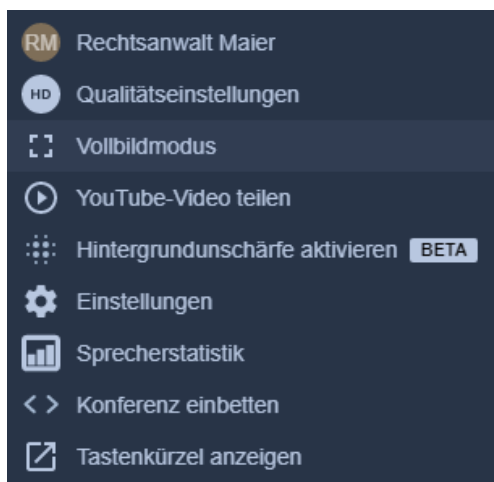 RM Rechtsanwalt Maier
HD Qualitätseinstellungen
Vollbildmodus
YouTube-Video teilen
Hintergrundunschärfe aktivieren BETA
Einstellungen
Sprecherstatistik
Konferenz einbetten
Tastenkürzel anzeigen